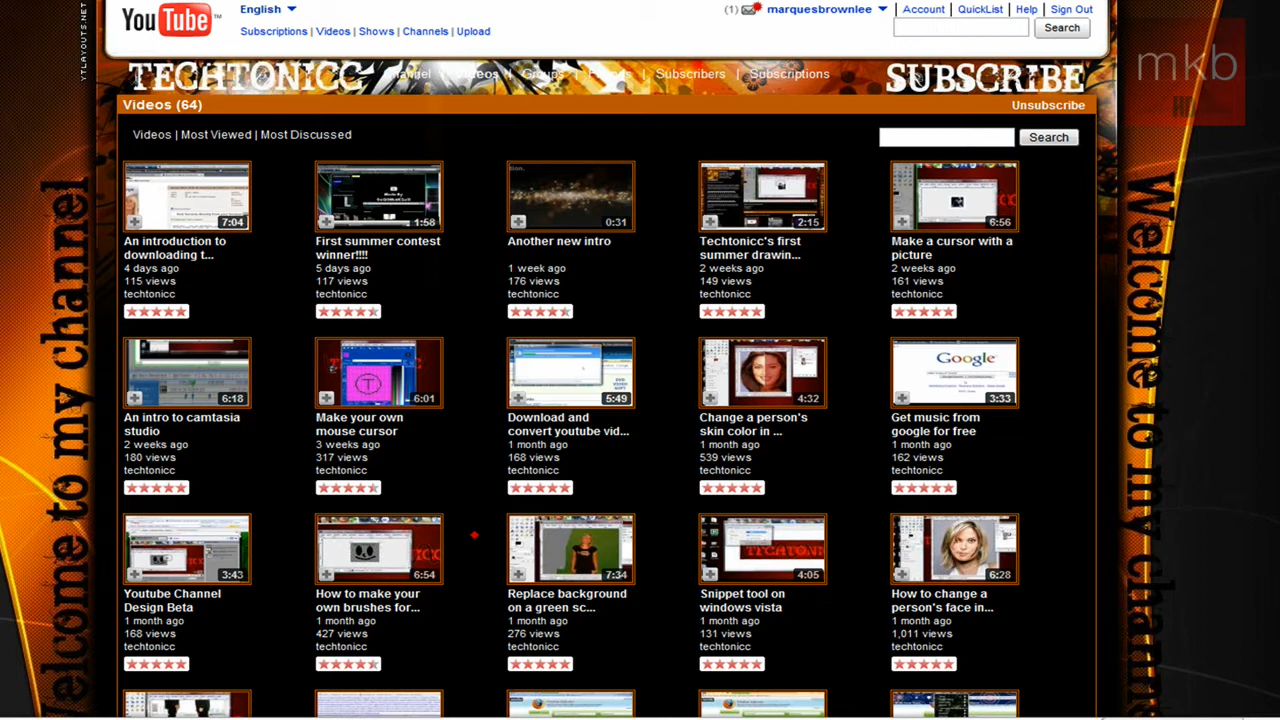 YouTube™ English (1) marquesbrownlee Account | QuickList | Help | Sign Out
Subscriptions | Videos | Shows | Channels | Upload Search
YTLAYOUTS.NET
mkb
HD
TECHTONICC Channel | Videos | Groups | Friends | Subscribers | Subscriptions SUBSCRIBE
Videos (64) Unsubscribe
Videos | Most Viewed | Most Discussed Search
Welcome to my channel
Welcome to my channel
7:04 1:58 0:31 2:15 6:56
An introduction to First summer contest Another new intro Techtonicc's first Make a cursor with a
downloading t... winner!!!! summer drawin... picture
4 days ago 5 days ago 1 week ago 2 weeks ago 2 weeks ago
115 views 117 views 176 views 149 views 161 views
techtonicc techtonicc techtonicc techtonicc techtonicc
Google
6:18 6:01 5:49 4:32 3:33
An intro to camtasia Make your own Download and Change a person's Get music from
studio mouse cursor convert youtube vid... skin color in ... google for free
2 weeks ago 3 weeks ago 1 month ago 1 month ago 1 month ago
180 views 317 views 168 views 539 views 162 views
techtonicc techtonicc techtonicc techtonicc techtonicc
3:43 6:54 7:34 4:05 6:28
Youtube Channel How to make your Replace background Snippet tool on How to change a
Design Beta own brushes for... on a green sc... windows vista person's face in...
1 month ago 1 month ago 1 month ago 1 month ago 1 month ago
168 views 427 views 276 views 131 views 1,011 views
techtonicc techtonicc techtonicc techtonicc techtonicc